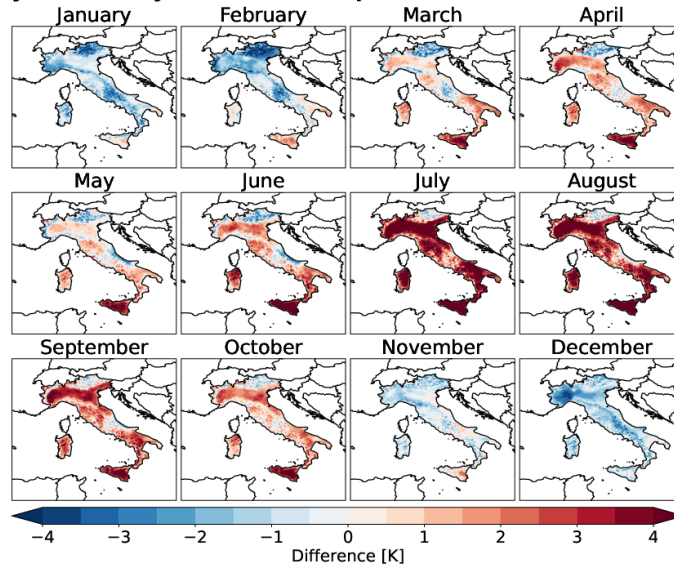 January February March April
May June July August
September October November December
−4 −3 −2 −1 0 1 2 3 4
Difference [K]